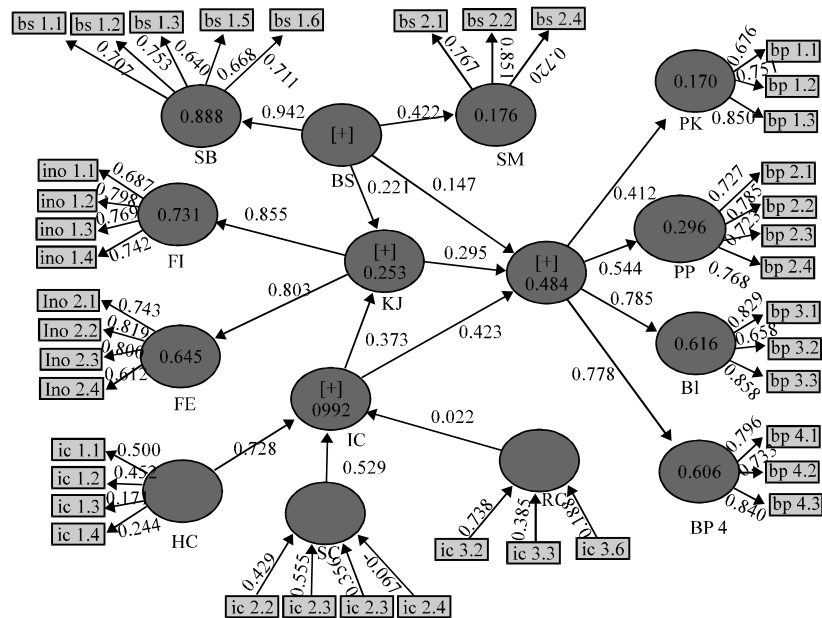 bs 1.1
bs 1.2
bs 1.3
bs 1.5
bs 1.6
0.707
0.753
0.640
0.668
0.711
0.888
SB
0.942
bs 2.1
bs 2.2
bs 2.4
0.767
0.851
0.720
0.176
SM
0.422
[+]
BS
0.221
0.147
bp 1.1
bp 1.2
bp 1.3
0.676
0.850
0.170
PK
0.412
ino 1.1
ino 1.2
ino 1.3
ino 1.4
0.687
0.798
0.769
0.742
0.731
FI
0.855
[+]
0.253
KJ
0.295
[+]
0.484
0.544
bp 2.1
bp 2.2
bp 2.3
bp 2.4
0.727
0.785
0.723
0.768
0.296
PP
Ino 2.1
Ino 2.2
Ino 2.3
Ino 2.4
0.743
0.819
0.806
0.612
0.645
FE
0.803
0.373
0.423
0.785
0.778
bp 3.1
bp 3.2
bp 3.3
0.829
0.658
0.858
0.616
Bl
[+]
0992
IC
0.022
0.728
0.529
ic 1.1
ic 1.2
ic 1.3
ic 1.4
0.500
0.452
0.171
0.244
HC
SC
0.429
0.555
0.356
-0.067
ic 2.2
ic 2.3
ic 2.3
ic 2.4
RC
0.738
0.385
0.188
ic 3.2
ic 3.3
ic 3.6
bp 4.1
bp 4.2
bp 4.3
0.796
0.733
0.840
0.606
BP 4